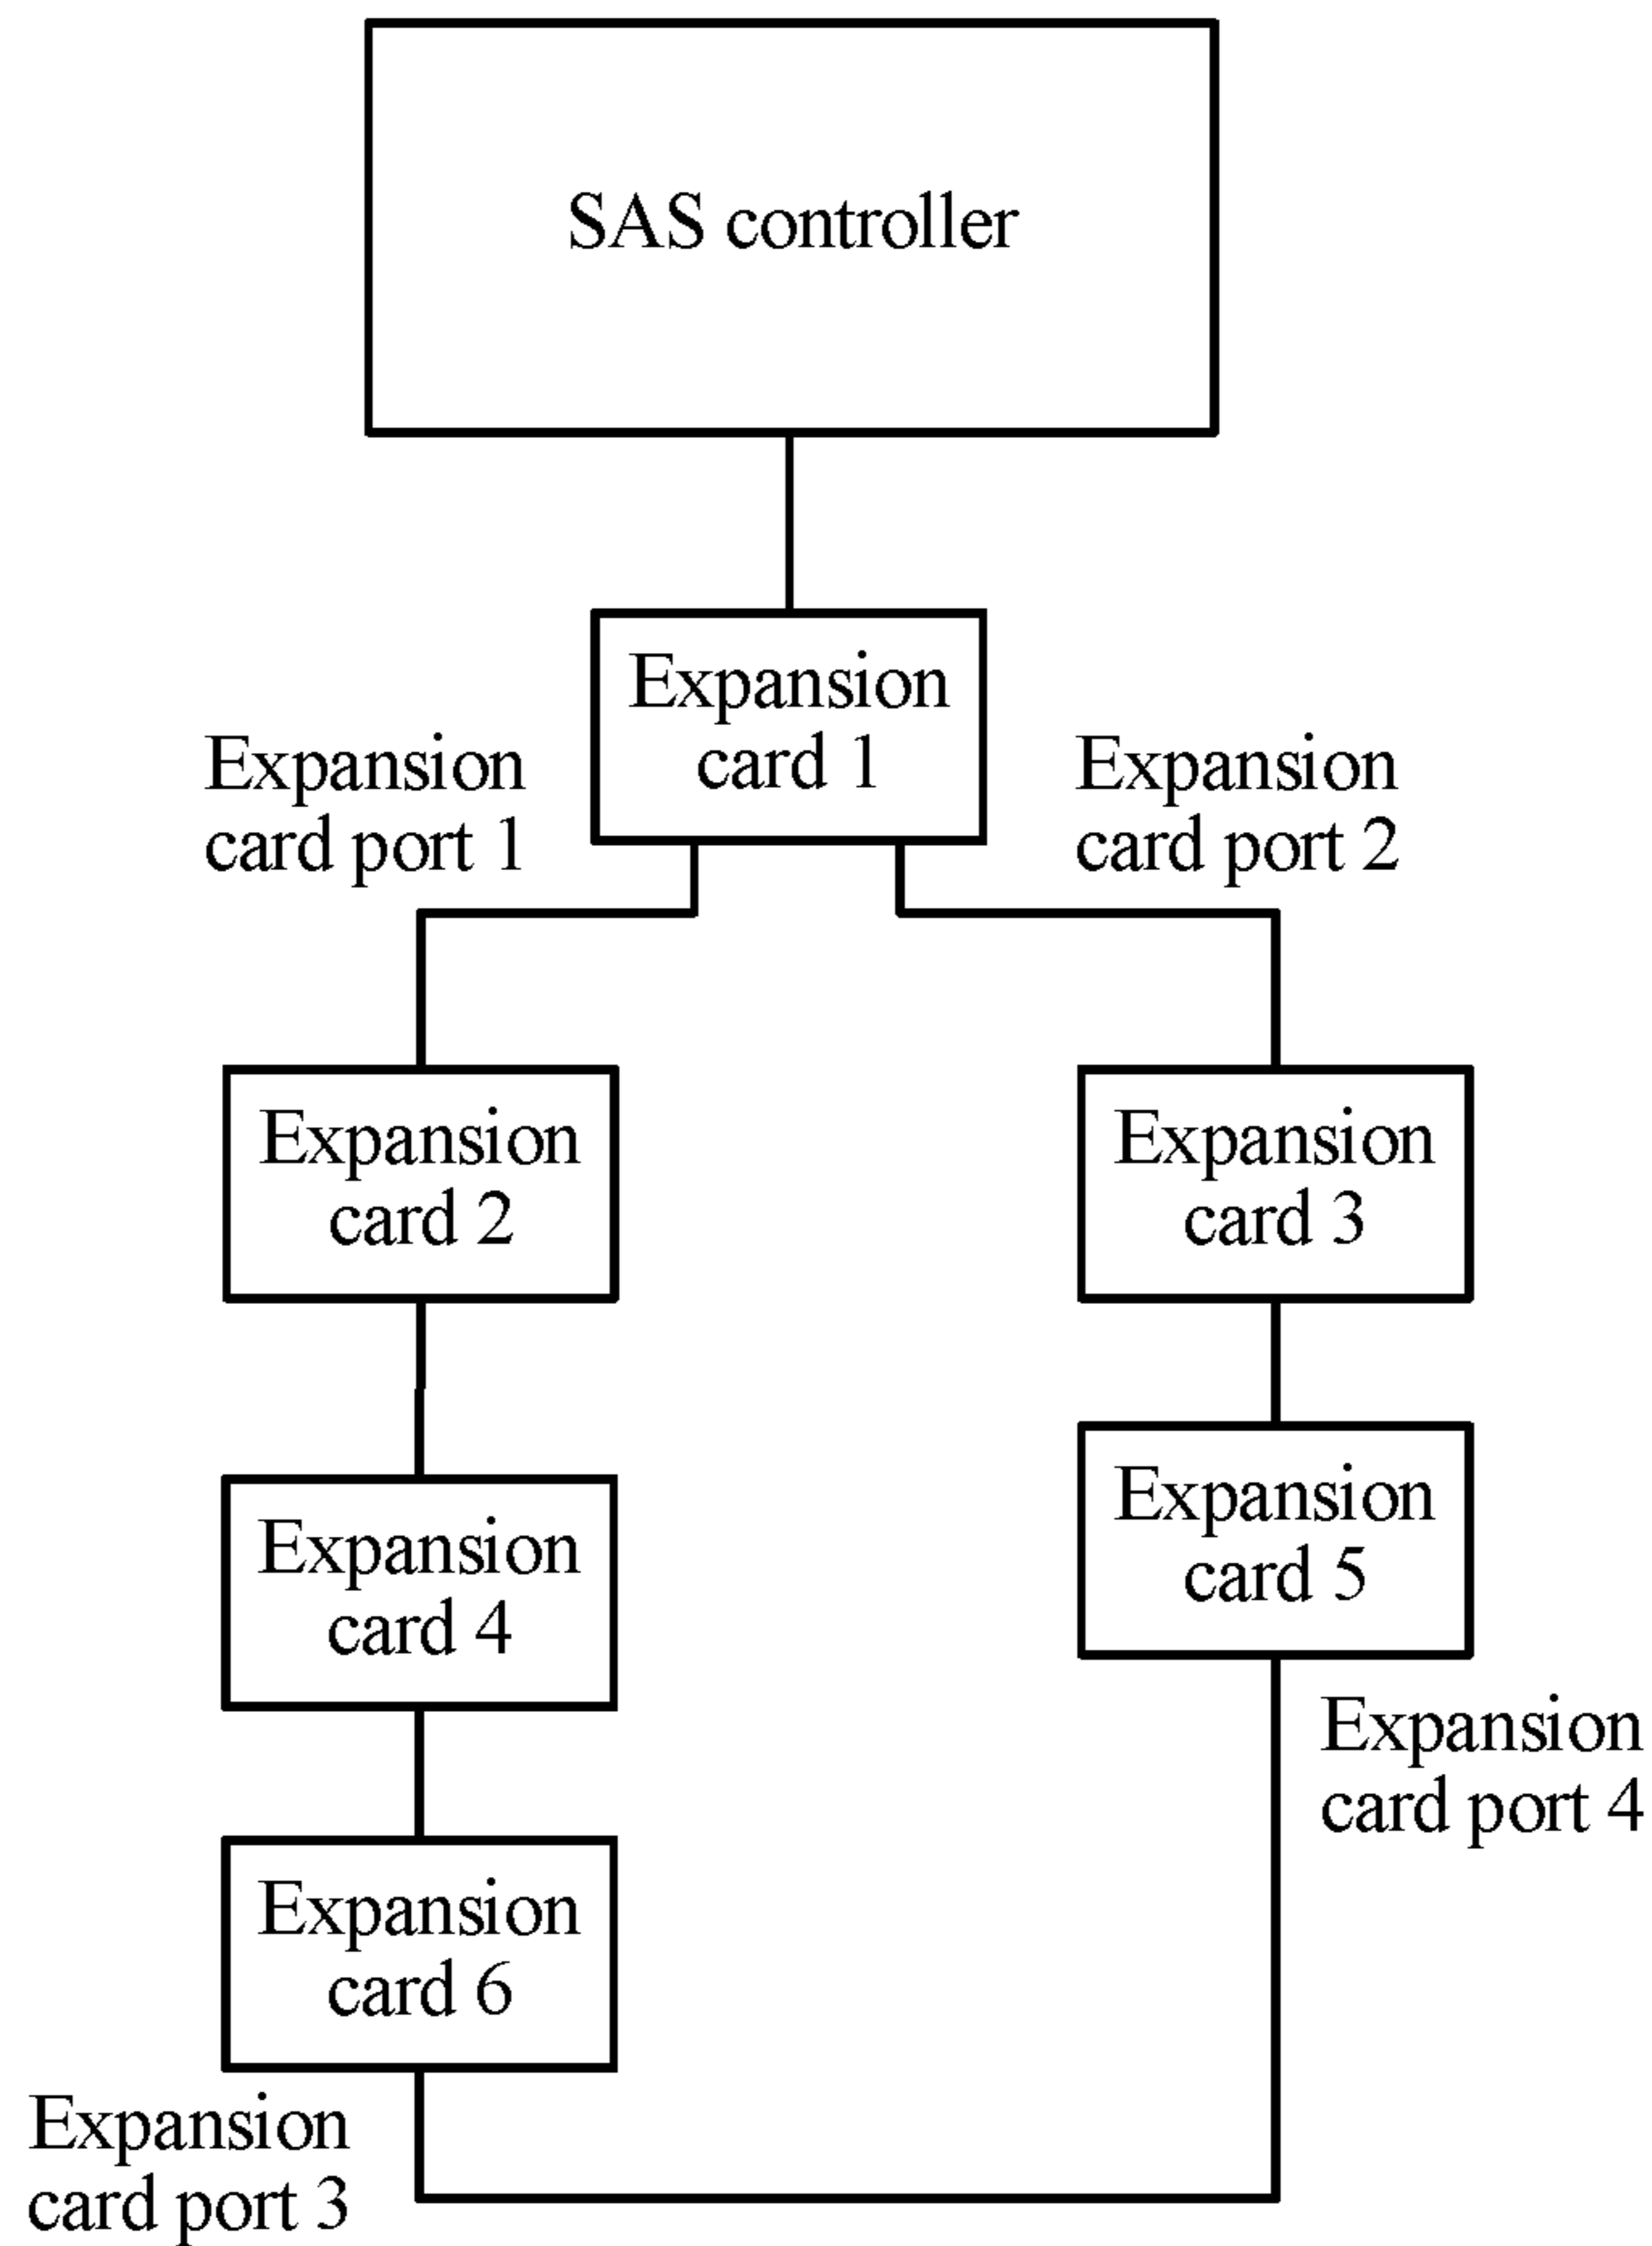 SAS controller
Expansion
card 1
Expansion
card port 1
Expansion
card port 2
Expansion
card 2
Expansion
card 3
Expansion
card 4
Expansion
card 5
Expansion
card port 4
Expansion
card 6
Expansion
card port 3